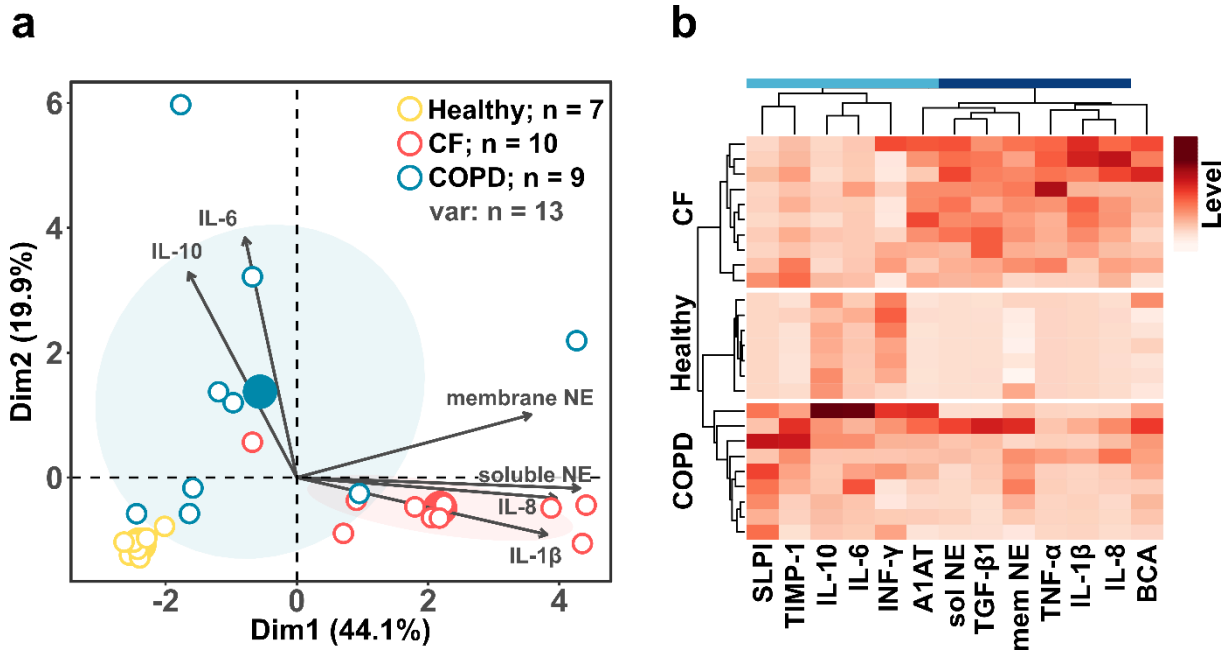 a
b
Healthy; n = 7
CF; n = 10
COPD; n = 9
var: n = 13
6
4
2
0
Dim2 (19.9%)
IL-6
IL-10
membrane NE
soluble NE
IL-8
IL-1β
-2
0
2
4
Dim1 (44.1%)
CF
Healthy
COPD
Level
SLPI
TIMP-1
IL-10
IL-6
INF-γ
A1AT
sol NE
TGF-β1
mem NE
TNF-α
IL-1β
IL-8
BCA